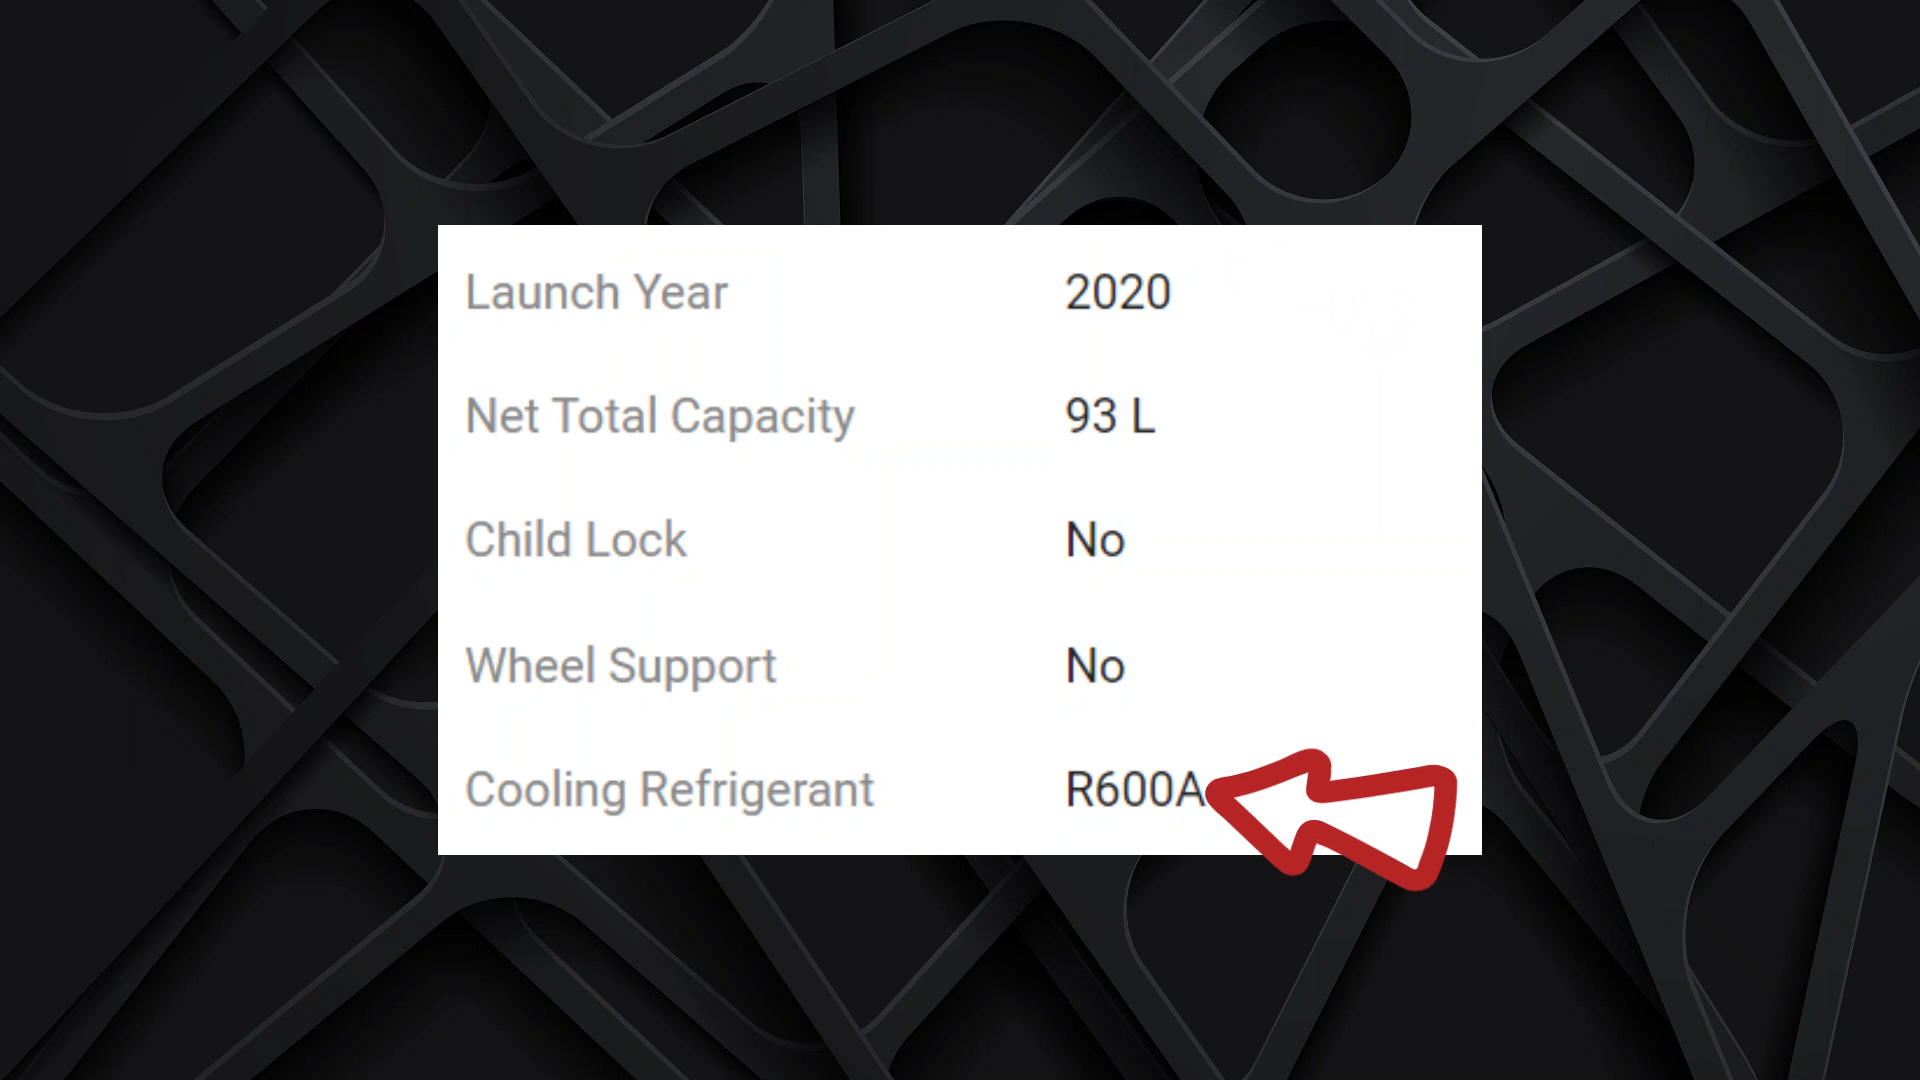 Launch Year 2020
Net Total Capacity 93 L
Child Lock No
Wheel Support No
Cooling Refrigerant R600A